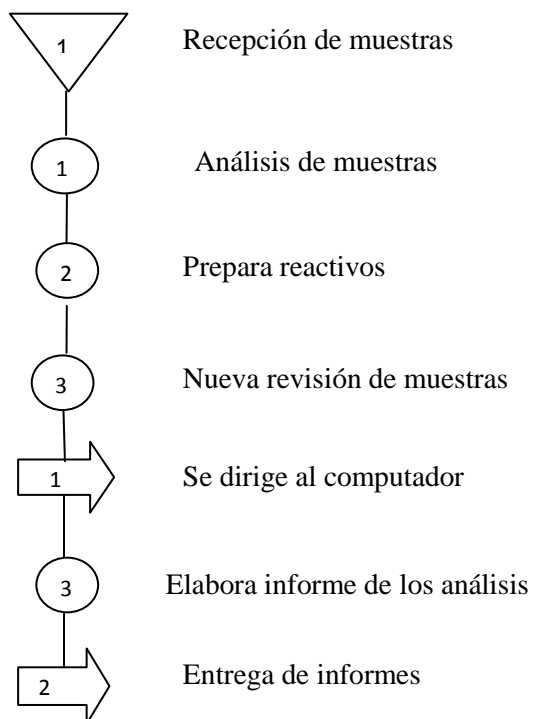 1 Recepción de muestras
1 Análisis de muestras
2 Prepara reactivos
3 Nueva revisión de muestras
1 Se dirige al computador
3 Elabora informe de los análisis
2 Entrega de informes